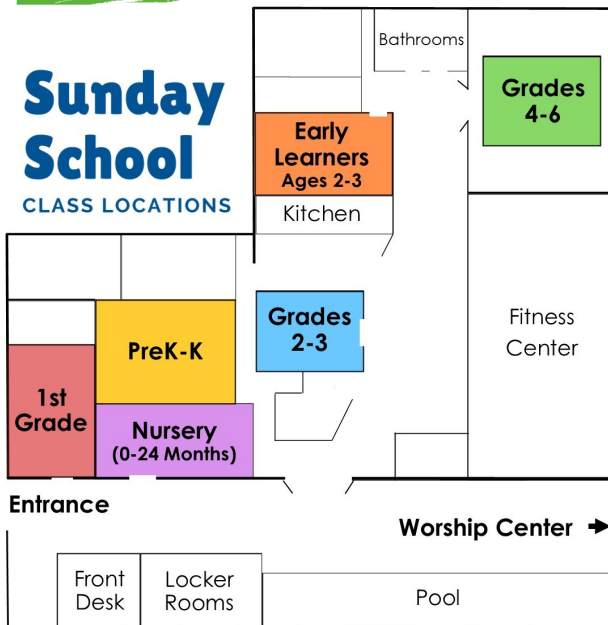 Sunday
School
CLASS LOCATIONS
Bathrooms
Grades
4-6
Early
Learners
Ages 2-3
Kitchen
Grades
2-3
Fitness
Center
PreK-K
1st
Grade
Nursery
(0-24 Months)
Entrance
Worship Center
Front
Desk
Locker
Rooms
Pool